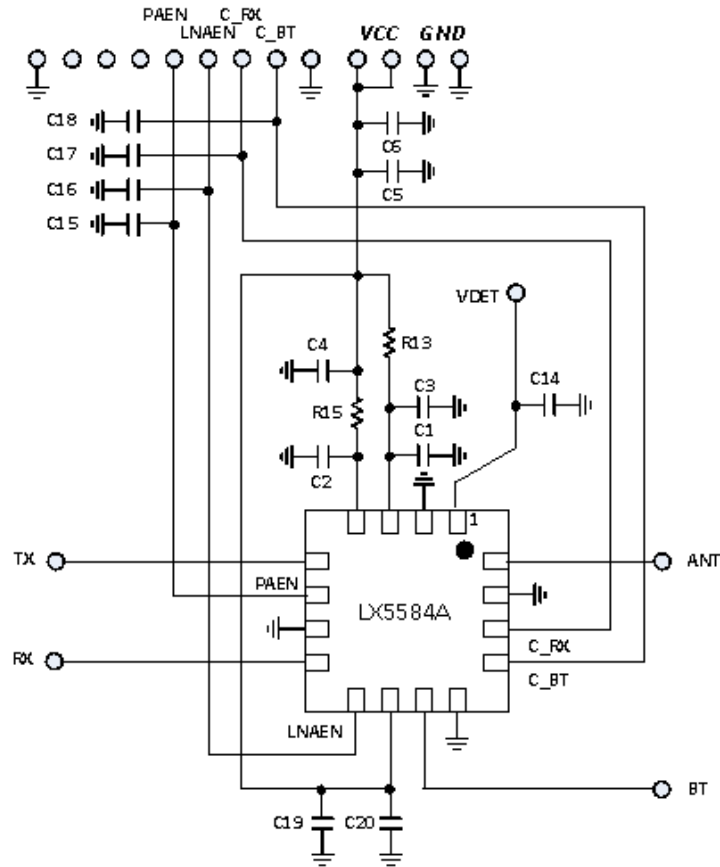 PAEN C_RX
LNAEN C_BT
VCC GND
C18
C17
C16
C15
C6
C5
VDET
R13
C4
C3
C14
R15
C1
C2
1
TX
ANT
PAEN
LX5584A
RX
C_RX
C_BT
LNAEN
BT
C19
C20